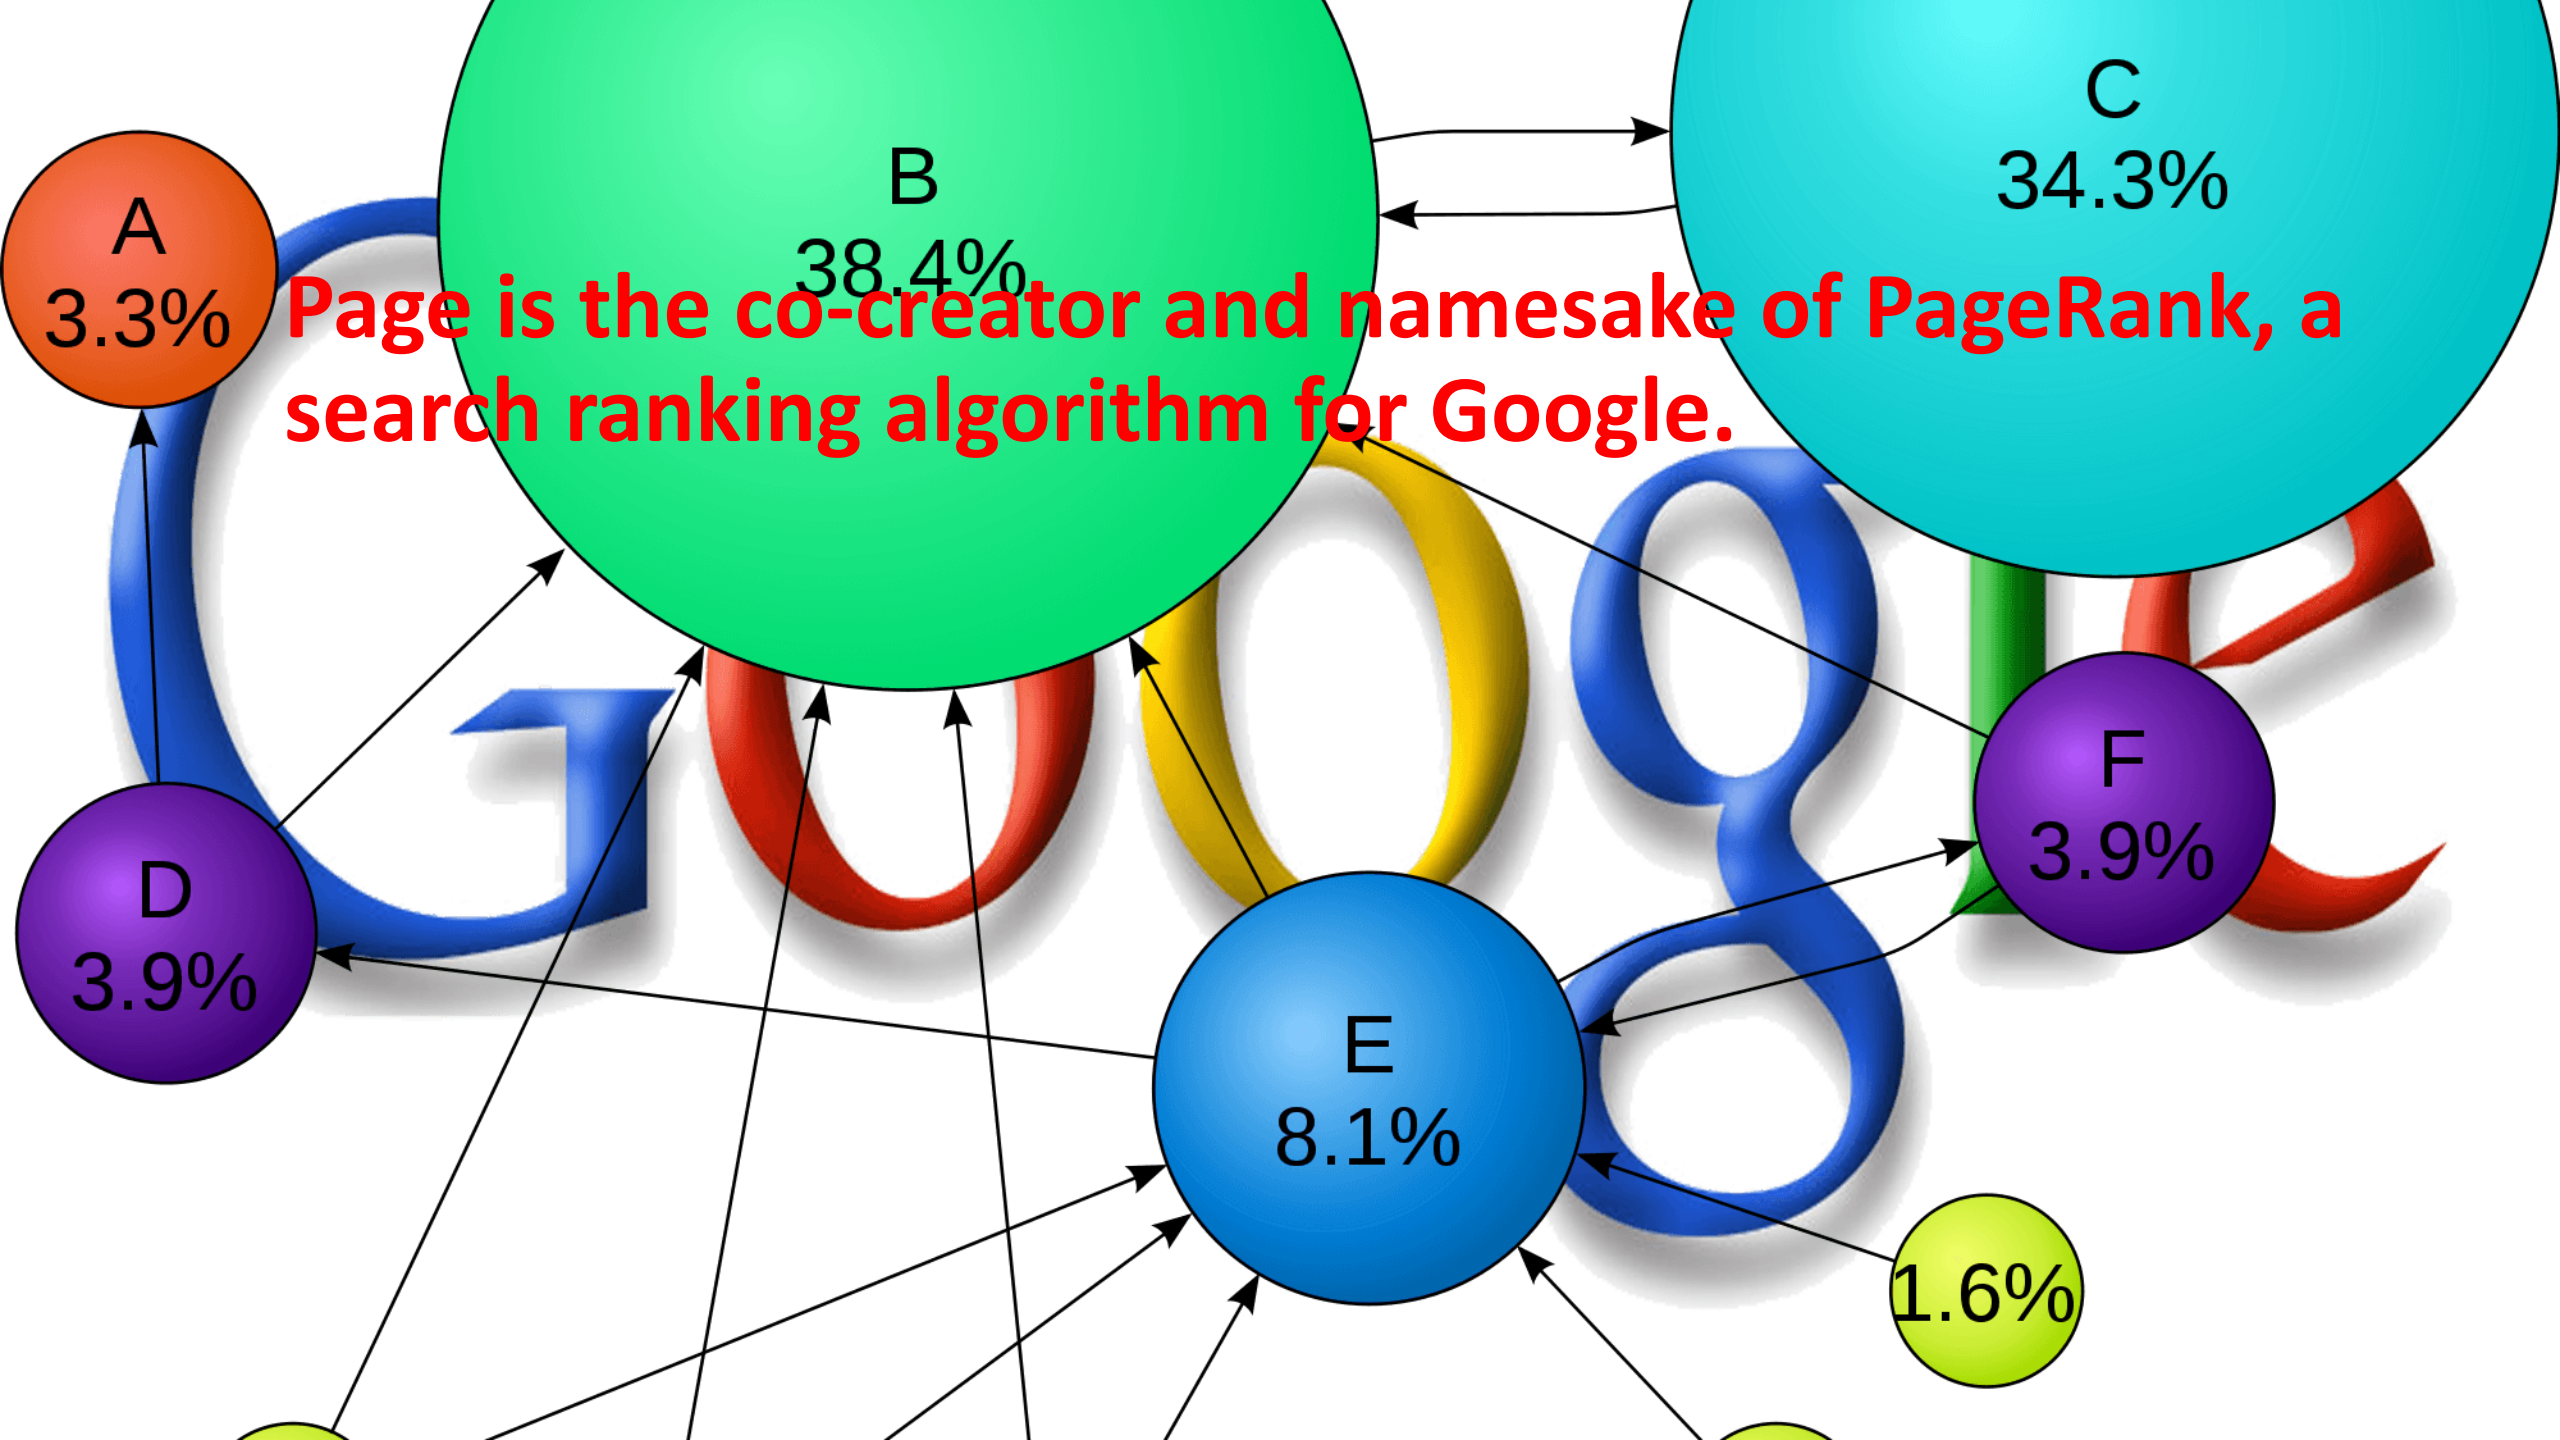 A
3.3%
B
38.4%
C
34.3%
Page is the co-creator and namesake of PageRank, a
search ranking algorithm for Google.
Google
D
3.9%
F
3.9%
E
8.1%
1.6%